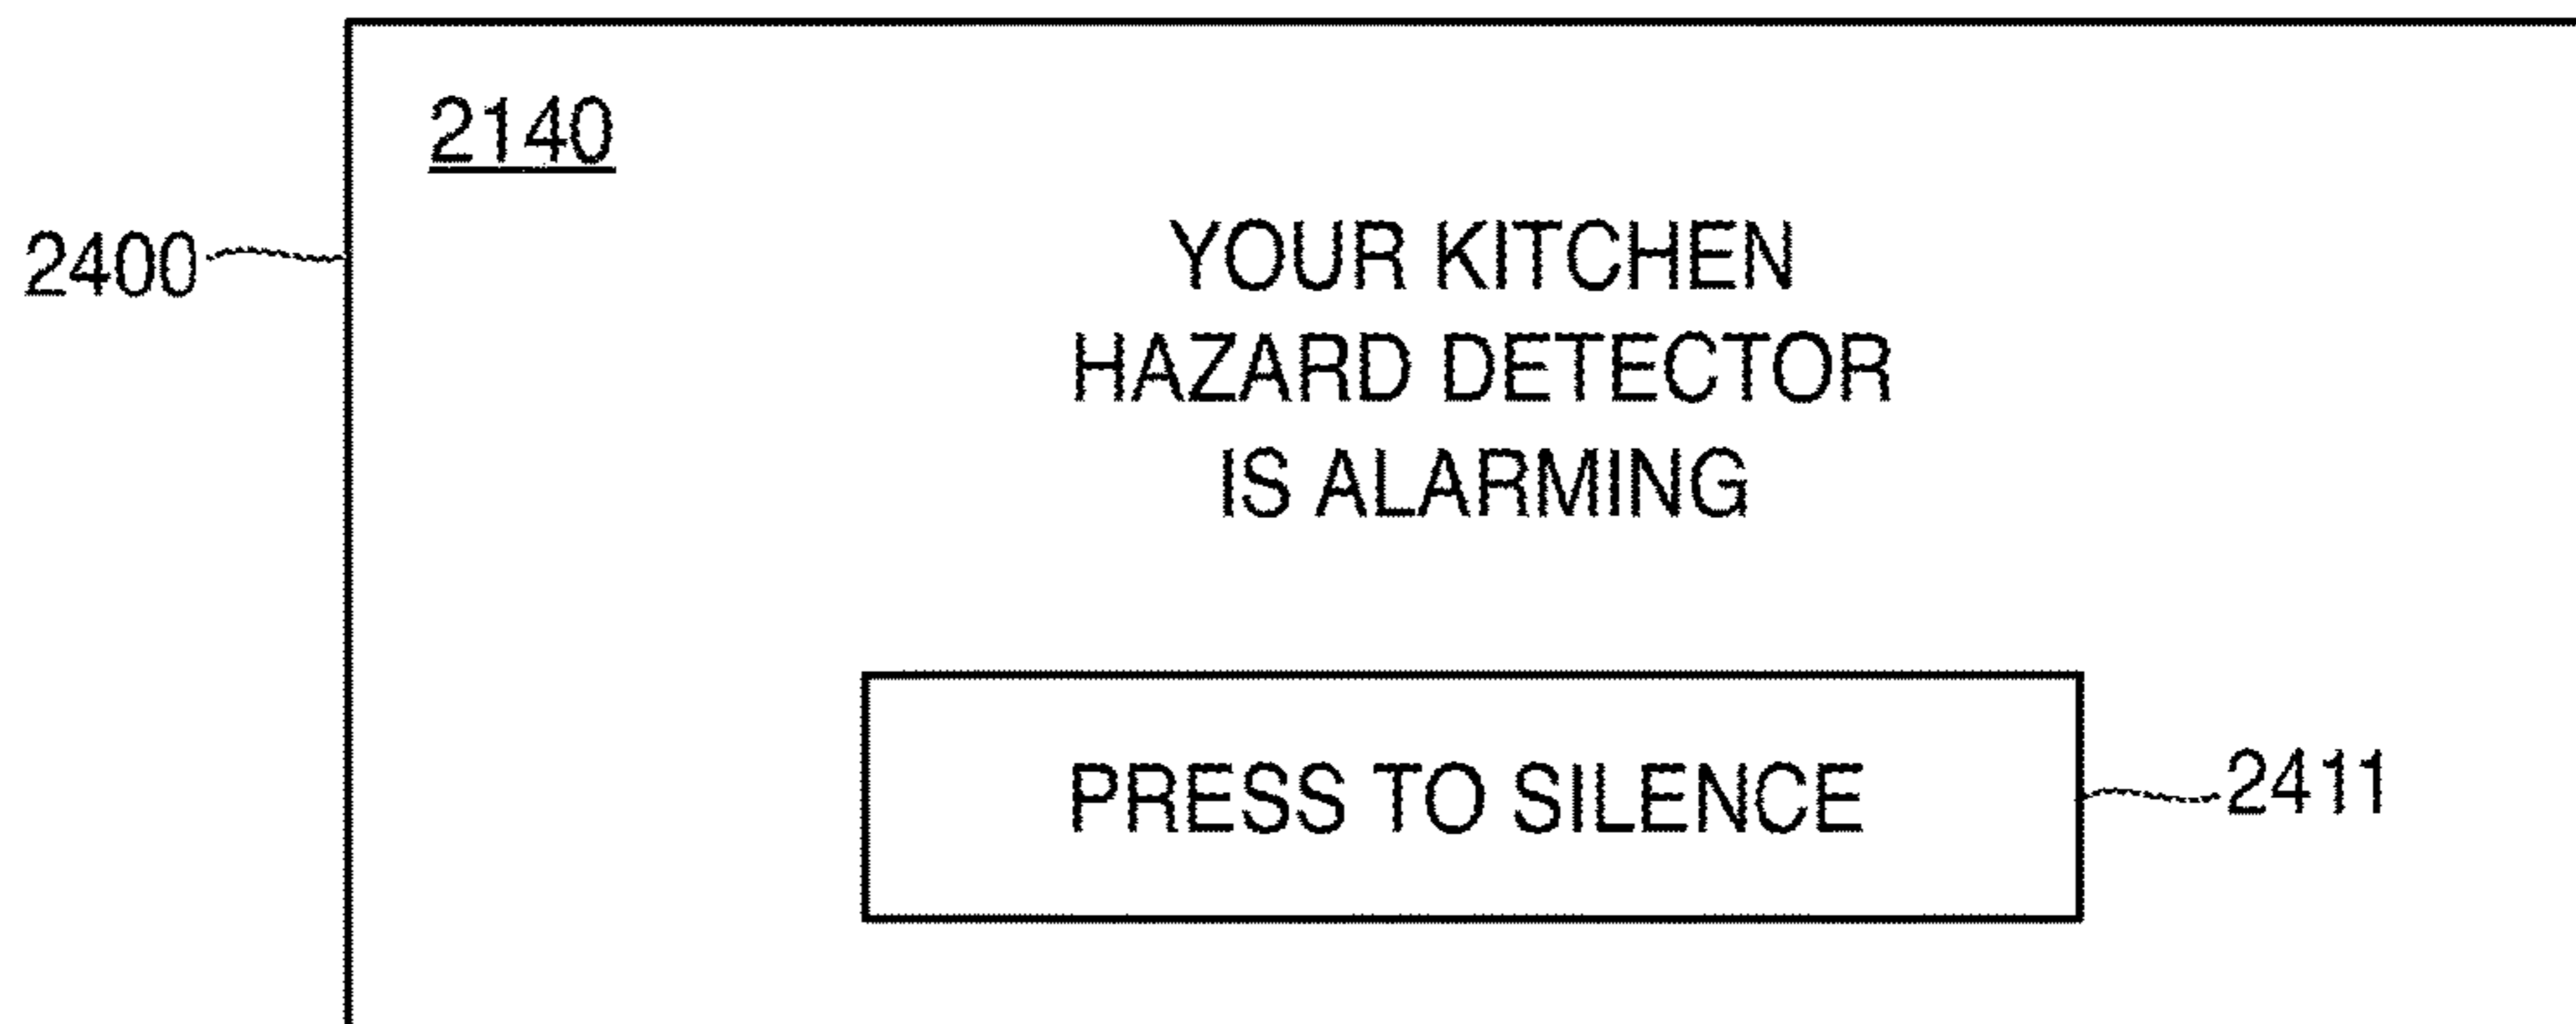 2140
2400
YOUR KITCHEN
HAZARD DETECTOR
IS ALARMING
PRESS TO SILENCE
2411